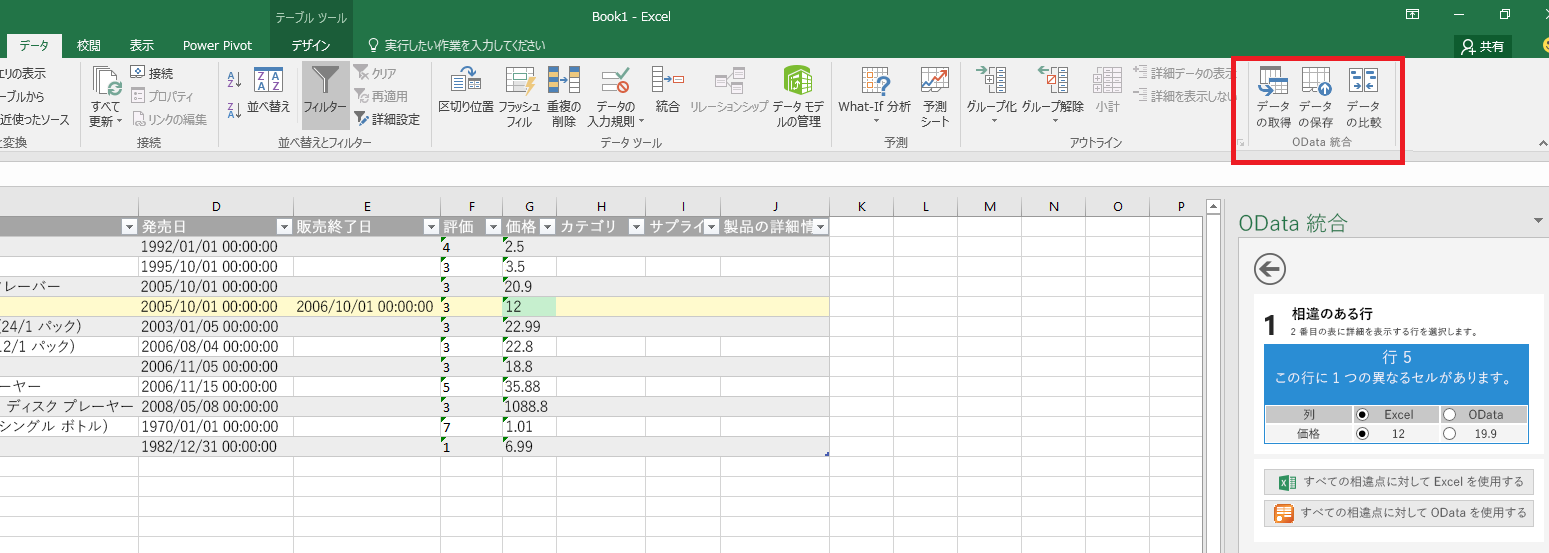 テーブル ツール
Book1 - Excel
データ 校閲 表示 Power Pivot デザイン 実行したい作業を入力してください
共有
エリの表示
ーブルから
近使ったソース
と変換
すべて
更新
接続
プロパティ
リンクの編集
接続
並べ替え
フィルター
クリア
再適用
詳細設定
並べ替えとフィルター
区切り位置
フラッシュ
フィル
重複の
削除
データの
入力規則
統合
リレーションシップ
データ モデ
ルの管理
データ ツール
What-If 分析
予測
シート
予測
グループ化
グループ解除
小計
詳細データの表示
詳細を表示しない
アウトライン
データ
の取得
データ
の保存
データ
の比較
OData 統合
D E F G H I J K L M N O P
発売日 販売終了日 評価 価格 カテゴリ サプライ 製品の詳細情
1992/01/01 00:00:00 4 2.5
1995/10/01 00:00:00 3 3.5
レーバー 2005/10/01 00:00:00 3 20.9
2005/10/01 00:00:00 2006/10/01 00:00:00 3 12
(24/1 パック) 2003/01/05 00:00:00 3 22.99
12/1 パック) 2006/08/04 00:00:00 3 22.8
2006/11/05 00:00:00 3 18.8
ーヤー 2006/11/15 00:00:00 5 35.88
ディスク プレーヤー 2008/05/08 00:00:00 3 1088.8
シングル ボトル) 1970/01/01 00:00:00 7 1.01
1982/12/31 00:00:00 1 6.99
OData 統合
1 相違のある行
2 番目の表に詳細を表示する行を選択します。
行 5
この行に 1 つの異なるセルがあります。
列 Excel OData
価格 12 19.9
すべての相違点に対して Excel を使用する
すべての相違点に対して OData を使用する